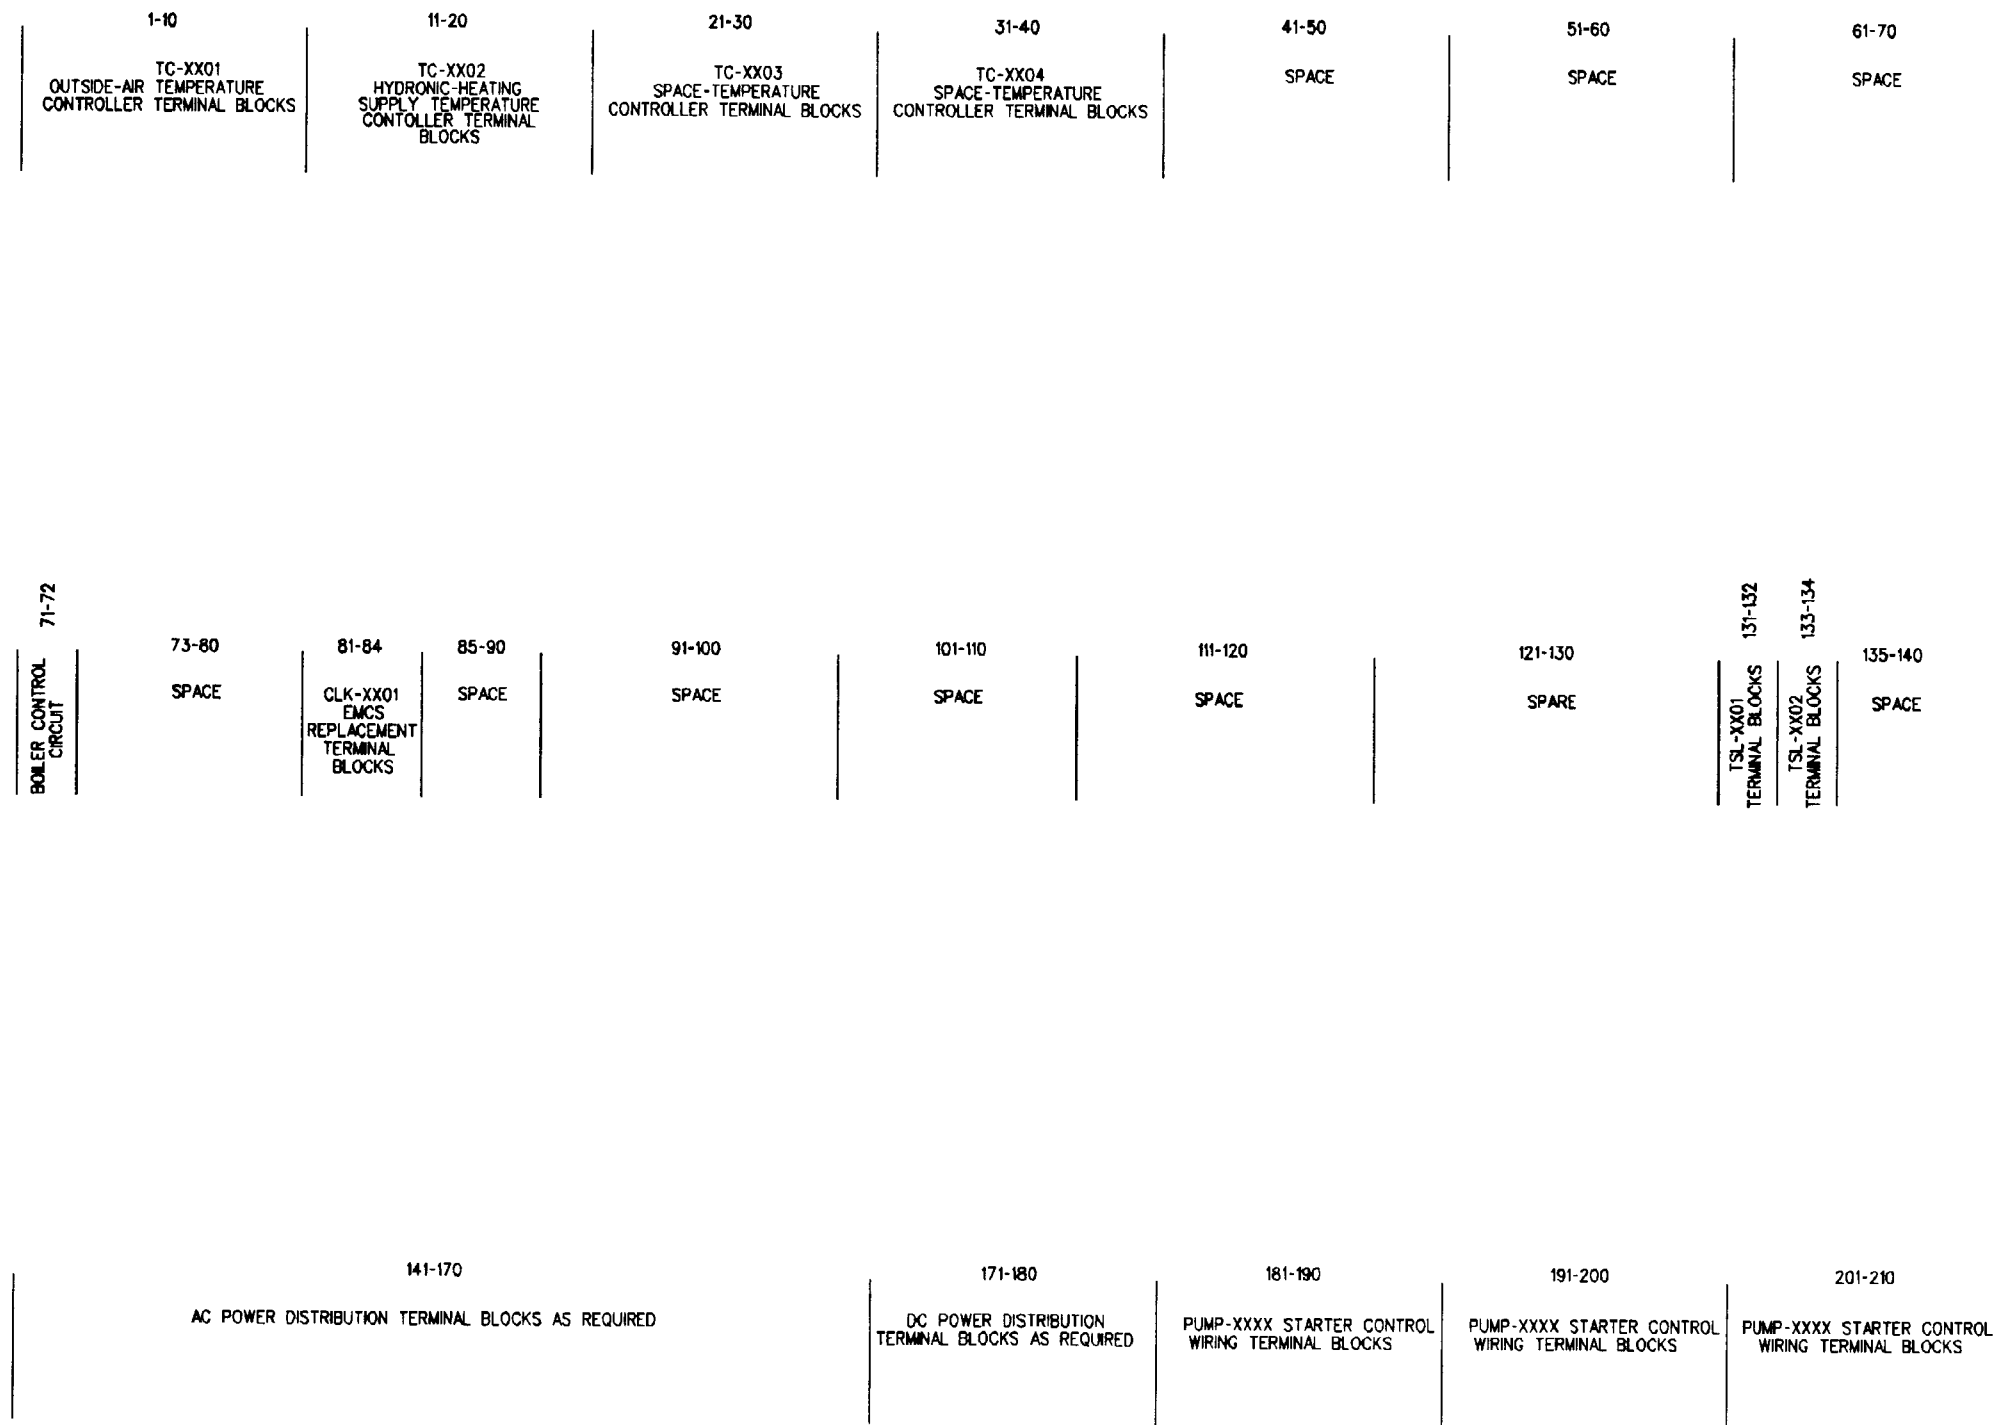 1-10
TC-XX01
OUTSIDE-AIR TEMPERATURE
CONTROLLER TERMINAL BLOCKS
11-20
TC-XX02
HYDRONIC-HEATING
SUPPLY TEMPERATURE
CONTOLLER TERMINAL
BLOCKS
21-30
TC-XX03
SPACE-TEMPERATURE
CONTROLLER TERMINAL BLOCKS
31-40
TC-XX04
SPACE-TEMPERATURE
CONTROLLER TERMINAL BLOCKS
41-50
SPACE
51-60
SPACE
61-70
SPACE
71-72
BOILER CONTROL
CIRCUIT
73-80
SPACE
81-84
CLK-XX01
EMCS
REPLACEMENT
TERMINAL
BLOCKS
85-90
SPACE
91-100
SPACE
101-110
SPACE
111-120
SPACE
121-130
SPARE
131-132
TSL-XX01
TERMINAL BLOCKS
133-134
TSL-XX02
TERMINAL BLOCKS
135-140
SPACE
141-170
AC POWER DISTRIBUTION TERMINAL BLOCKS AS REQUIRED
171-180
DC POWER DISTRIBUTION
TERMINAL BLOCKS AS REQUIRED
181-190
PUMP-XXXX STARTER CONTROL
WIRING TERMINAL BLOCKS
191-200
PUMP-XXXX STARTER CONTROL
WIRING TERMINAL BLOCKS
201-210
PUMP-XXXX STARTER CONTROL
WIRING TERMINAL BLOCKS